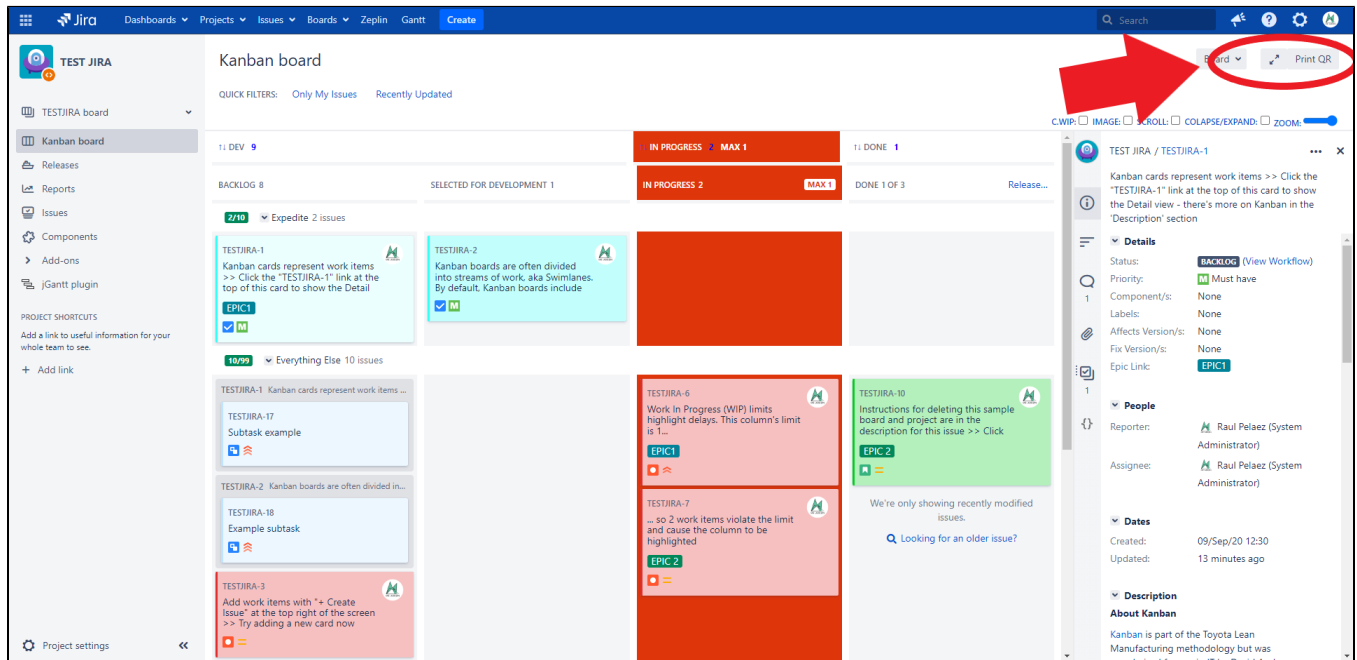 Jira Dashboards Projects Issues Boards Zeplin Gantt Create Search
TEST JIRA
TESTJIRA board
Kanban board
Releases
Reports
Issues
Components
Add-ons
jGantt plugin
PROJECT SHORTCUTS
Add a link to useful information for your
whole team to see.
+ Add link
Project settings
Kanban board
Print QR
QUICK FILTERS: Only My Issues Recently Updated
C.WIP: IMAGE: SCROLL: COLAPSE/EXPAND: ZOOM:
DEV 9
IN PROGRESS 2 MAX 1
DONE 1
BACKLOG 8
SELECTED FOR DEVELOPMENT 1
IN PROGRESS 2 MAX 1
DONE 1 OF 3 Release...
2/10 Expedite 2 issues
TESTJIRA-1
Kanban cards represent work items
>> Click the "TESTJIRA-1" link at the
top of this card to show the Detail
EPIC1
M
TESTJIRA-2
Kanban boards are often divided
into streams of work, aka Swimlanes.
By default, Kanban boards include
M
10/99 Everything Else 10 issues
TESTJIRA-1 Kanban cards represent work items ...
TESTJIRA-17
Subtask example
TESTJIRA-2 Kanban boards are often divided in...
TESTJIRA-18
Example subtask
TESTJIRA-3
Add work items with "+ Create
Issue" at the top right of the screen
>> Try adding a new card now
TESTJIRA-6
Work In Progress (WIP) limits
highlight delays. This column's limit
is 1...
EPIC1
TESTJIRA-7
... so 2 work items violate the limit
and cause the column to be
highlighted
EPIC 2
TESTJIRA-10
Instructions for deleting this sample
board and project are in the
description for this issue >> Click
EPIC 2
We're only showing recently modified
issues.
Looking for an older issue?
TEST JIRA / TESTJIRA-1
Kanban cards represent work items >> Click the
"TESTJIRA-1" link at the top of this card to show
the Detail view - there's more on Kanban in the
'Description' section
Details
Status: BACKLOG (View Workflow)
Priority: M Must have
Component/s: None
Labels: None
Affects Version/s: None
Fix Version/s: None
Epic Link: EPIC1
1
1
People
Reporter: Raul Pelaez (System
Administrator)
Assignee: Raul Pelaez (System
Administrator)
Dates
Created: 09/Sep/20 12:30
Updated: 13 minutes ago
Description
About Kanban
Kanban is part of the Toyota Lean
Manufacturing methodology but was